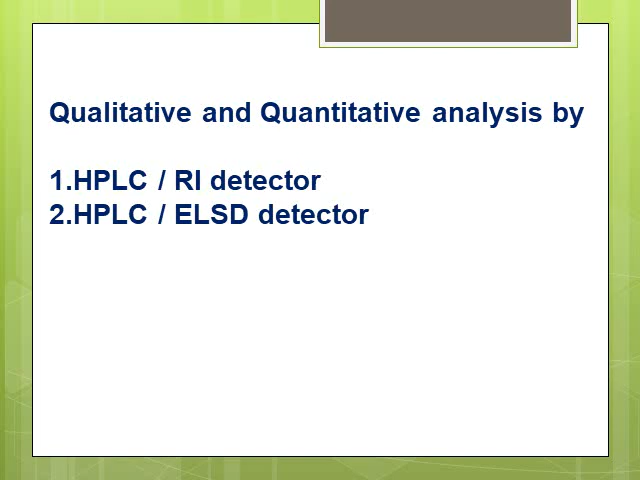 Qualitative and Quantitative analysis by
1.HPLC / RI detector
2.HPLC / ELSD detector